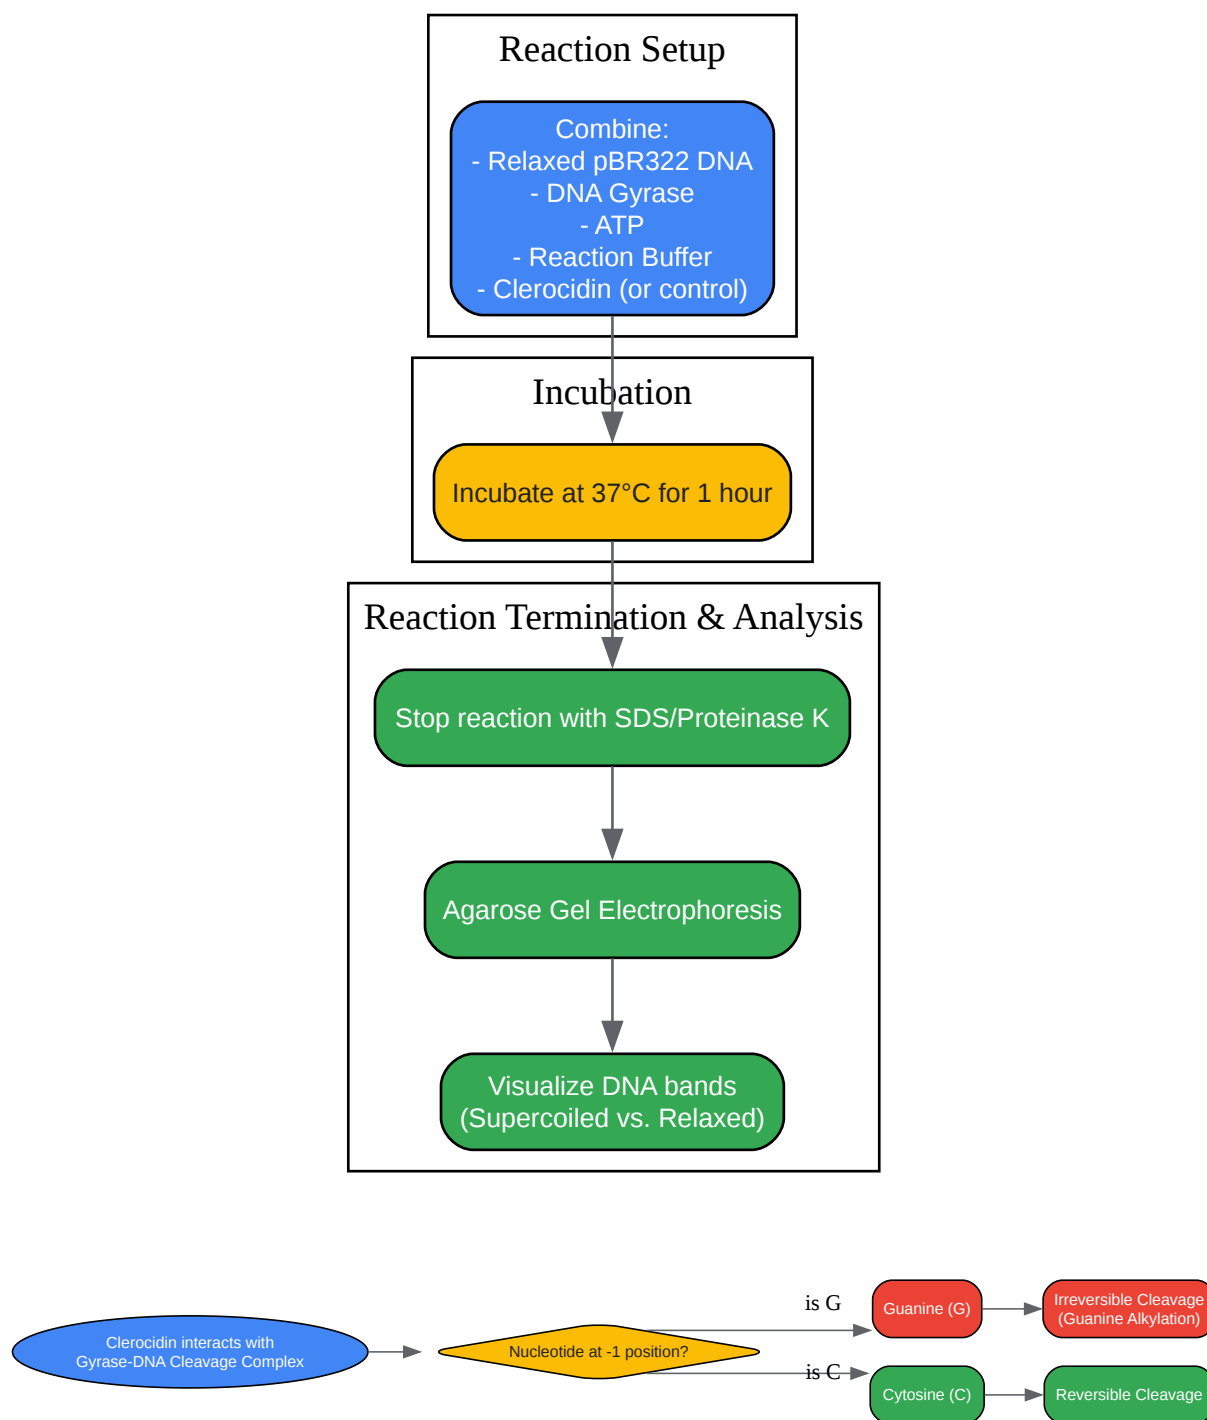 Reaction Setup
Combine:
- Relaxed pBR322 DNA
- DNA Gyrase
- ATP
- Reaction Buffer
- Clerocidin (or control)
Incubation
Incubate at 37°C for 1 hour
Reaction Termination & Analysis
Stop reaction with SDS/Proteinase K
Agarose Gel Electrophoresis
Visualize DNA bands
(Supercoiled vs. Relaxed)
Clerocidin interacts with
Gyrase-DNA Cleavage Complex
Nucleotide at -1 position?
is G
Guanine (G)
Irreversible Cleavage
(Guanine Alkylation)
is C
Cytosine (C)
Reversible Cleavage